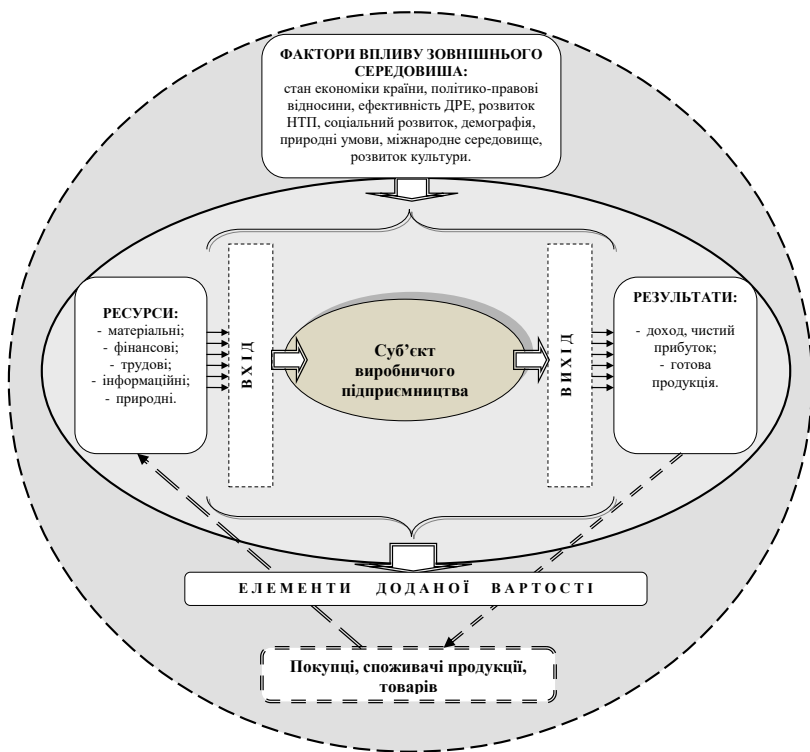 ФАКТОРИ ВПЛИВУ ЗОВНІШНЬОГО
СЕРЕДОВИША:
стан економіки країни, політико-правові
відносини, ефективність ДРЕ, розвиток
НТП, соціальний розвиток, демографія,
природні умови, міжнародне середовище,
розвиток культури.
РЕСУРСИ:
- матеріальні;
- фінансові;
- трудові;
- інформаційні;
- природні.
ВХІД
Суб’єкт
виробничого
підприємництва
ВИХІД
РЕЗУЛЬТАТИ:
- доход, чистий
прибуток;
- готова
продукція.
ЕЛЕМЕНТИ ДОДАНОЇ ВАРТОСТІ
Покупці, споживачі продукції,
товарів